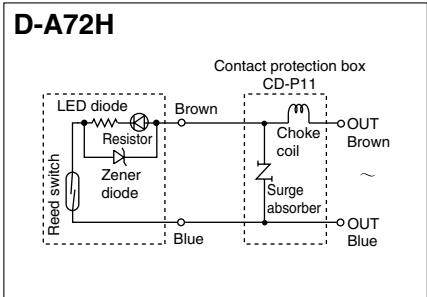 D-A72H
Contact protection box
CD-P11
LED diode
Brown
Resistor
Choke
coil
OUT
Brown
Zener
diode
Reed switch
Surge
absorber
~
Blue
OUT
Blue